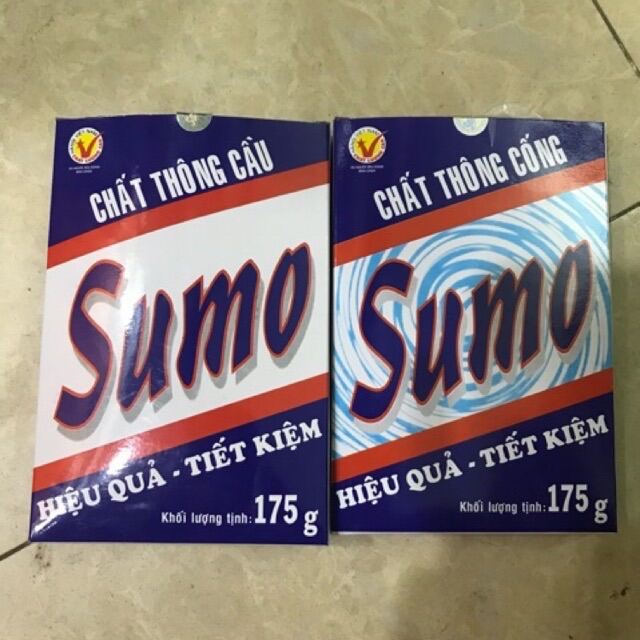 CHẤT THÔNG CẦU
Sumo
HIỆU QUẢ - TIẾT KIỆM
Khối lượng tịnh: 175 g
CHẤT THÔNG CỐNG
Sumo
HIỆU QUẢ - TIẾT KIỆM
Khối lượng tịnh: 175 g